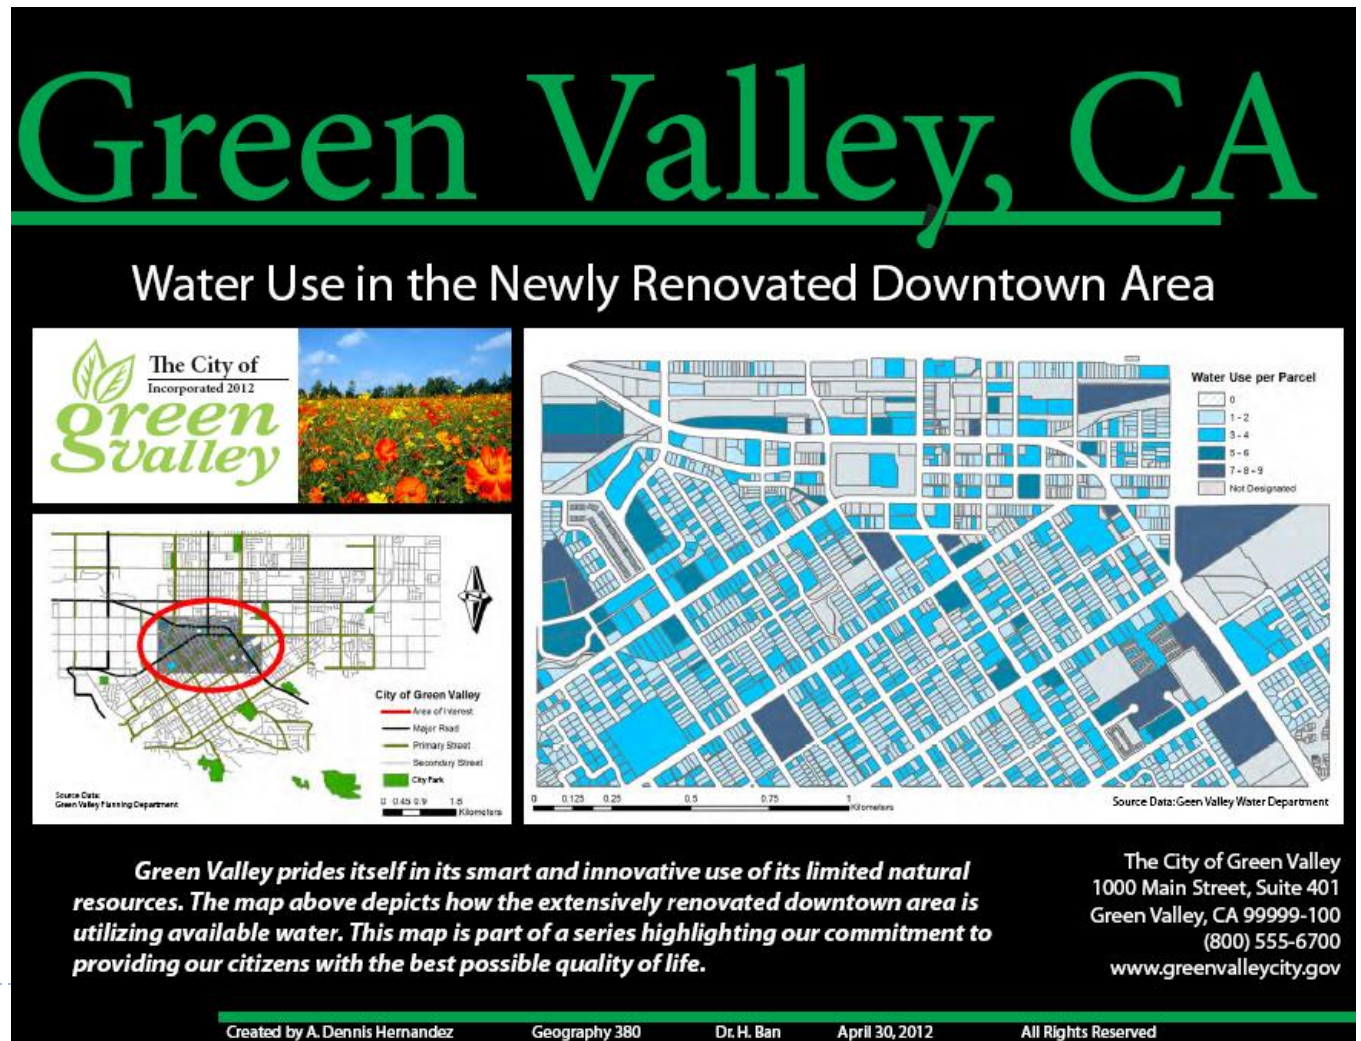 Green Valley, CA
Water Use in the Newly Renovated Downtown Area
The City of
Incorporated 2012
green
valley
City of Green Valley
Area of Interest
Major Road
Primary Street
Secondary Street
City Park
0 0.45 0.9 1.8
Kilometers
Source Data:
Green Valley Planning Department
N
Water Use per Parcel
0
1 - 2
3 - 4
5 - 6
7 - 8 - 9
Not Designated
0 0.125 0.25 0.5 0.75 1
Kilometers
Source Data: Geen Valley Water Department
Green Valley prides itself in its smart and innovative use of its limited natural
resources. The map above depicts how the extensively renovated downtown area is
utilizing available water. This map is part of a series highlighting our commitment to
providing our citizens with the best possible quality of life.
The City of Green Valley
1000 Main Street, Suite 401
Green Valley, CA 99999-100
(800) 555-6700
www.greenvalleycity.gov
Created by A. Dennis Hernandez Geography 380 Dr. H. Ban April 30, 2012 All Rights Reserved